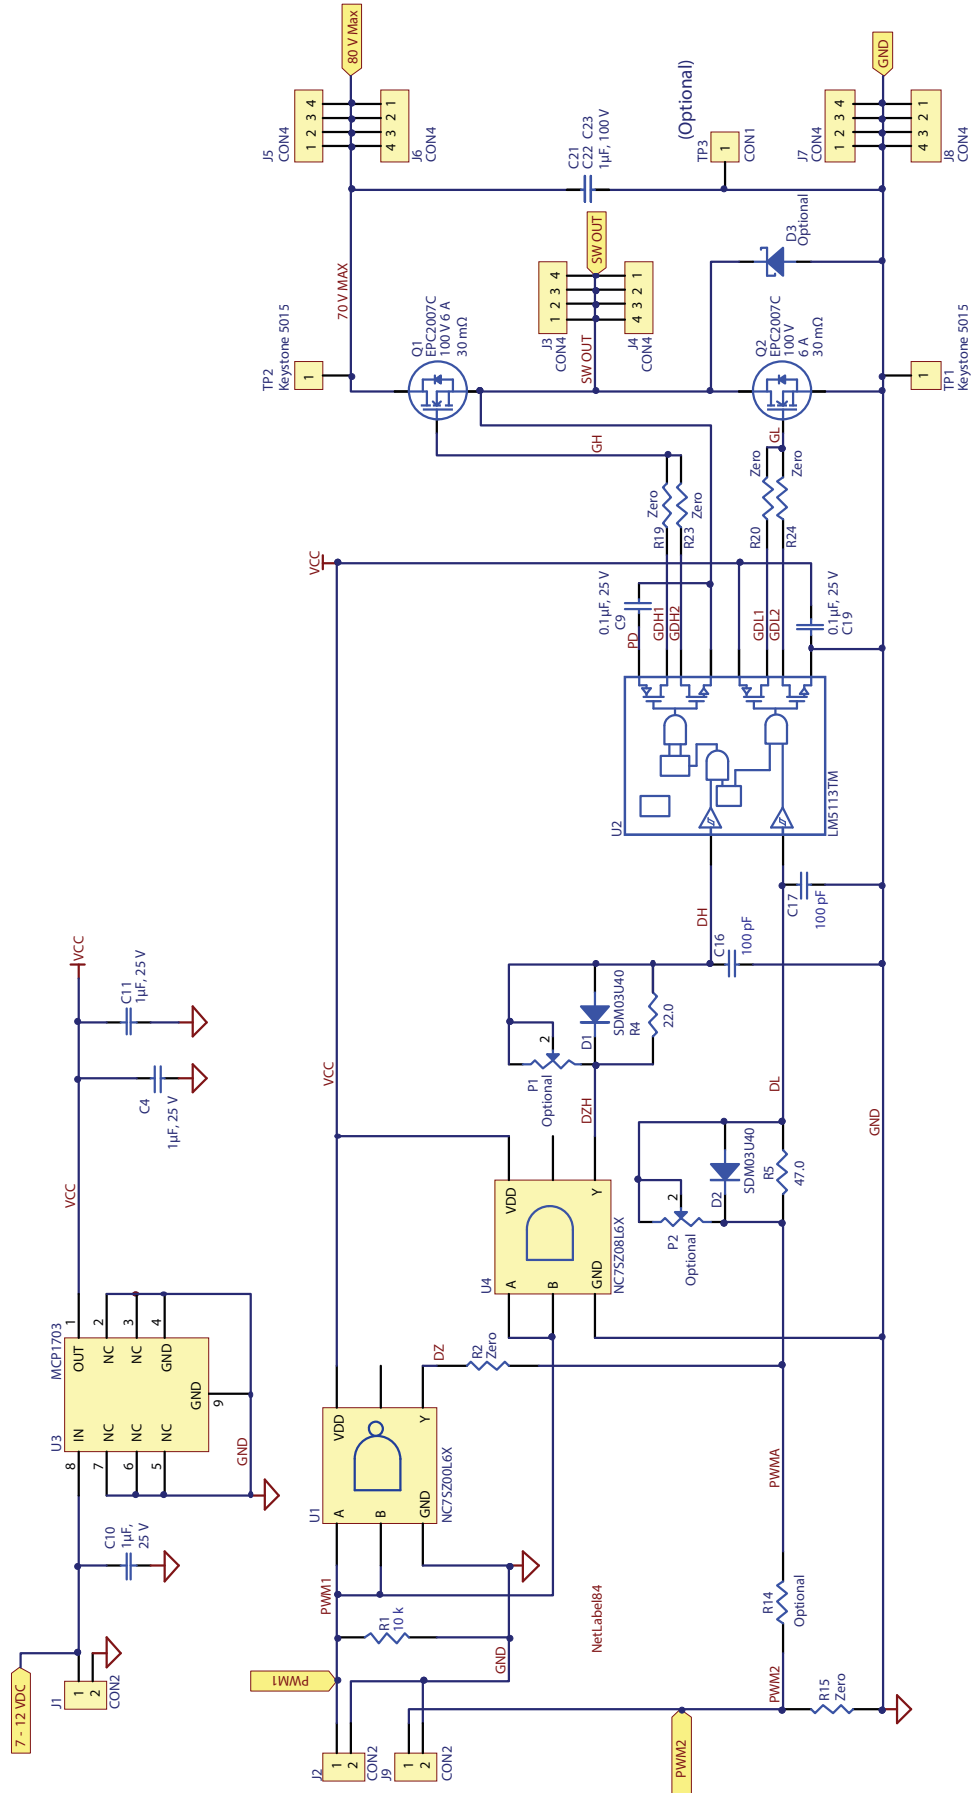 7 - 12 VDC
J1
1
2
CON2
C10
1µF,
25 V
U3
MCP1703
IN
OUT
NC
NC
NC
NC
NC
GND
GND
8
7
6
5
1
2
3
4
9
GND
VCC
C4
1µF, 25 V
C11
1µF, 25 V
VCC
J2
1
2
CON2
J9
1
2
CON2
PWM1
PWM1
R1
10 k
GND
NetLabel84
U1
A
B
GND
VDD
Y
NC7SZ00L6X
DZ
R2
Zero
U4
A
B
GND
VDD
Y
NC7SZ08L6X
VCC
DZH
P1
Optional
2
D1
SDM03U40
R4
22.0
PWM2
PWM2
R15
Zero
R14
Optional
PWMA
P2
Optional
2
D2
SDM03U40
R5
47.0
DL
GND
DH
C16
100 pF
C17
100 pF
U2
LM5113TM
VCC
C9
0.1µF, 25 V
PD
GDH1
GDH2
GDL1
GDL2
0.1µF, 25 V
C19
R19
Zero
R23
Zero
R20
Zero
R24
Zero
GH
GL
Q1
EPC2007C
100 V 6 A
30 mΩ
Q2
EPC2007C
100 V
6 A
30 mΩ
TP2
Keystone 5015
1
TP1
Keystone 5015
1
70 V MAX
SW OUT
SW OUT
J3
CON4
1 2 3 4
J4
CON4
4 3 2 1
D3
Optional
C21
C22 C23
1µF, 100 V
TP3
CON1
1
(Optional)
J5
CON4
1 2 3 4
J6
CON4
4 3 2 1
80 V Max
J7
CON4
1 2 3 4
J8
CON4
4 3 2 1
GND